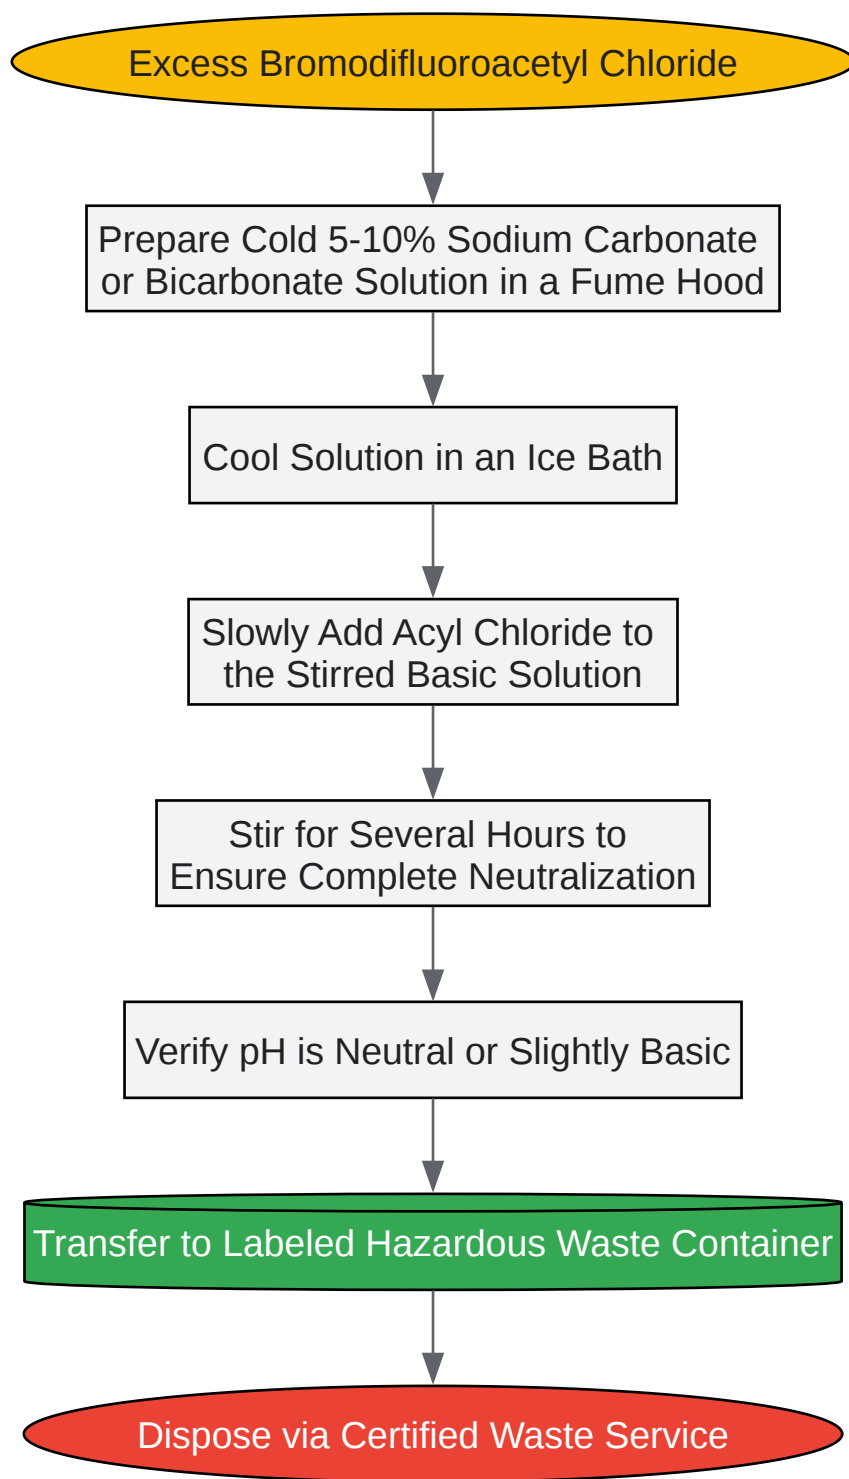 Excess Bromodifluoroacetyl Chloride
Prepare Cold 5-10% Sodium Carbonate
or Bicarbonate Solution in a Fume Hood
Cool Solution in an Ice Bath
Slowly Add Acyl Chloride to
the Stirred Basic Solution
Stir for Several Hours to
Ensure Complete Neutralization
Verify pH is Neutral or Slightly Basic
Transfer to Labeled Hazardous Waste Container
Dispose via Certified Waste Service